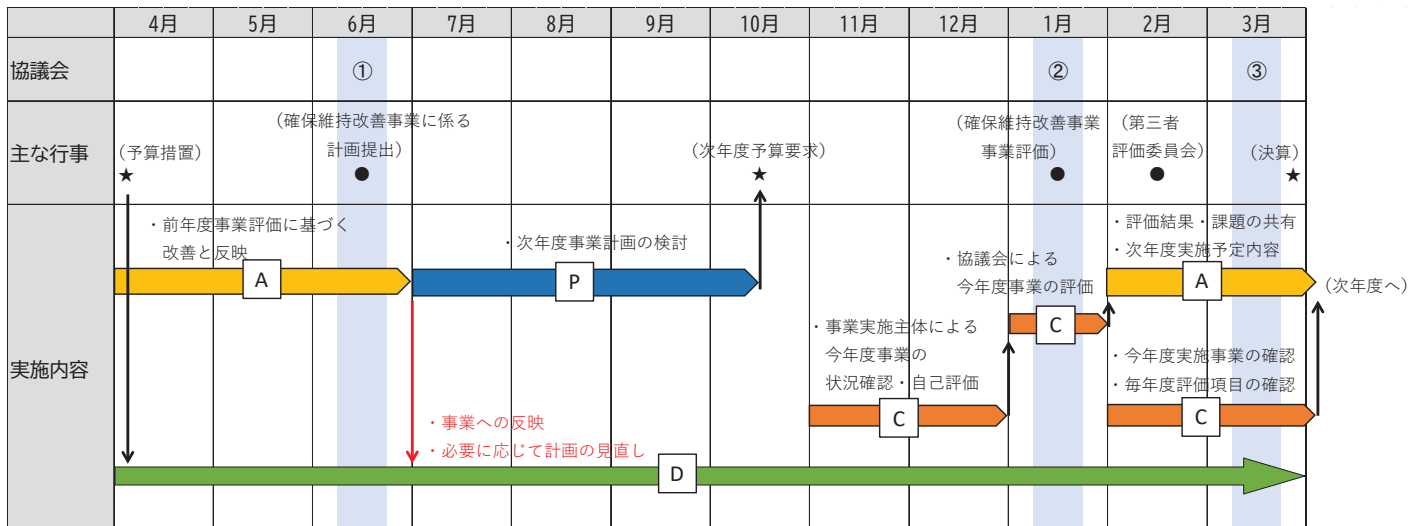 4月
5月
6月
7月
8月
9月
10月
11月
12月
1月
2月
3月
協議会
①
②
③
主な行事
(予算措置)
★
(確保維持改善事業に係る
計画提出)
●
(次年度予算要求)
★
(確保維持改善事業
事業評価)
●
(第三者
評価委員会)
●
(決算)
★
実施内容
・前年度事業評価に基づく
改善と反映
A
・次年度事業計画の検討
P
・事業への反映
・必要に応じて計画の見直し
・事業実施主体による
今年度事業の
状況確認・自己評価
C
・協議会による
今年度事業の評価
C
・評価結果・課題の共有
・次年度実施予定内容
A
(次年度へ)
・今年度実施事業の確認
・毎年度評価項目の確認
C
D